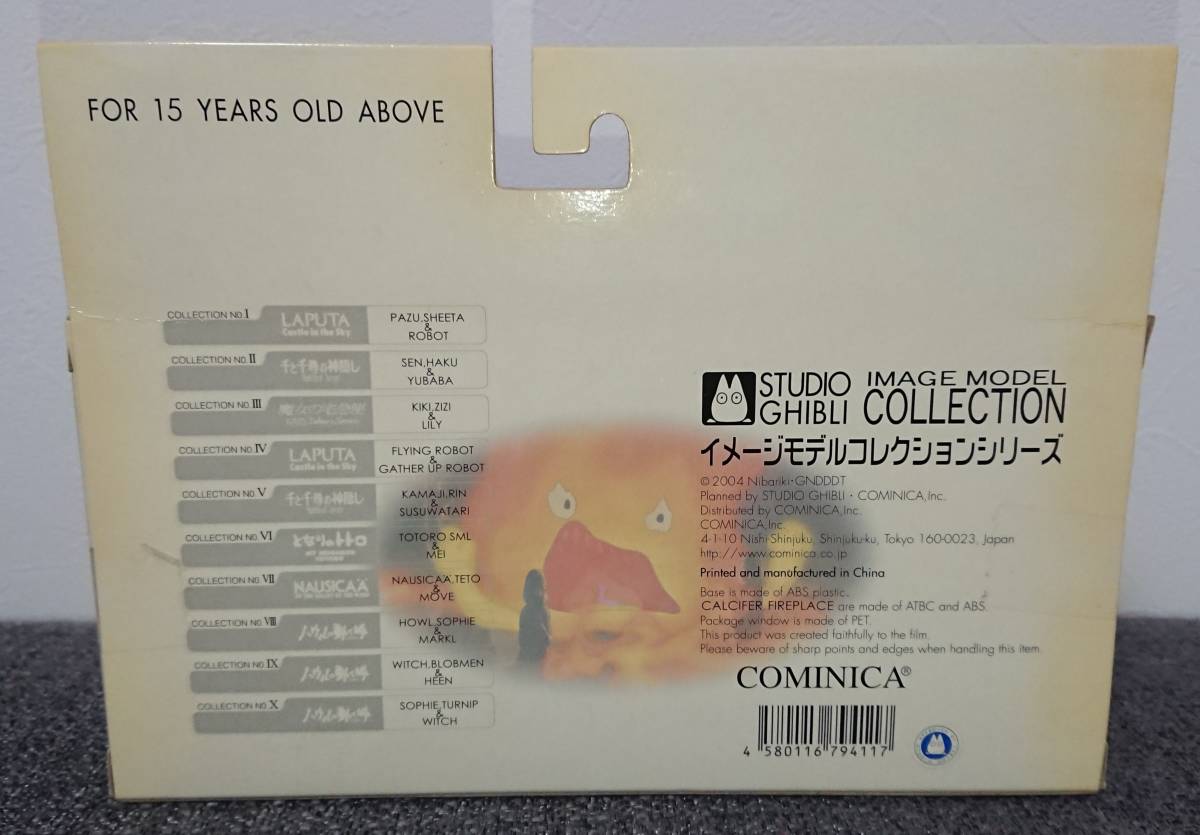 FOR 15 YEARS OLD ABOVE
COLLECTION NO.I
LAPUTA
Castle in the Sky
PAZU.SHEETA
&
ROBOT
COLLECTION NO.II
千と千尋の神隠し
SEN,HAKU
&
YUBABA
COLLECTION NO.III
魔女の宅急便
KIKI,ZIZI
&
LILY
COLLECTION NO.IV
LAPUTA
Castle in the Sky
FLYING ROBOT
&
GATHER UP ROBOT
COLLECTION NO.V
千と千尋の神隠し
KAMAJI,RIN
&
SUSUWATARI
COLLECTION NO.VI
となりのトトロ
MY NEIGHBOR
TOTORO
TOTORO SML
&
MEI
COLLECTION NO.VII
NAUSICAÄ
NAUSICAÄ,TETO
&
MOVE
COLLECTION NO.VIII
ハウルの動く城
HOWL,SOPHIE
&
MARKL
COLLECTION NO.IX
ハウルの動く城
WITCH,BLOBMEN
&
HEEN
COLLECTION NO.X
ハウルの動く城
SOPHIE,TURNIP
&
WITCH
STUDIO GHIBLI IMAGE MODEL COLLECTION
イメージモデルコレクションシリーズ
© 2004 Nibariki・GNDDDT
Planned by STUDIO GHIBLI・COMINICA,Inc.
Distributed by COMINICA,Inc.
COMINICA,Inc.
4-1-10 Nishi-Shinjuku, Shinjuku-ku, Tokyo 160-0023, Japan
http://www.cominica.co.jp
Printed and manufactured in China
Base is made of ABS plastic.
CALCIFER FIREPLACE are made of ATBC and ABS.
Package window is made of PET.
This product was created faithfully to the film.
Please beware of sharp points and edges when handling this item.
COMINICA®
4 580116 794117